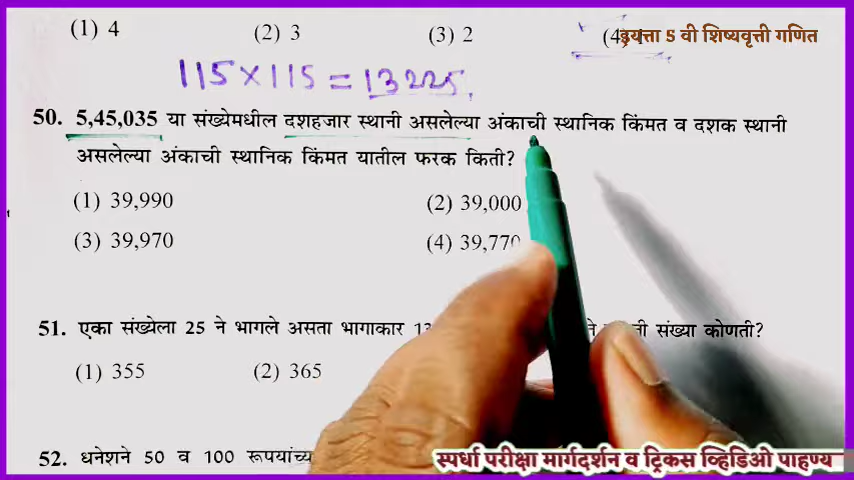 (1) 4 (2) 3 (3) 2 (4)
इयत्ता 5 वी शिष्यवृत्ती गणित
115×115=13225
50. 5,45,035 या संख्येमधील दशहजार स्थानी असलेल्या अंकाची स्थानिक किंमत व दशक स्थानी
असलेल्या अंकाची स्थानिक किंमत यातील फरक किती?
(1) 39,990 (2) 39,000
(3) 39,970 (4) 39,770
51. एका संख्येला 25 ने भागले असता भागाकार संख्या कोणती?
(1) 355 (2) 365
52. धनेशने 50 व 100 रूपयांच्या
स्पर्धा परीक्षा मार्गदर्शन व ट्रिकस व्हिडिओ पाहण्य